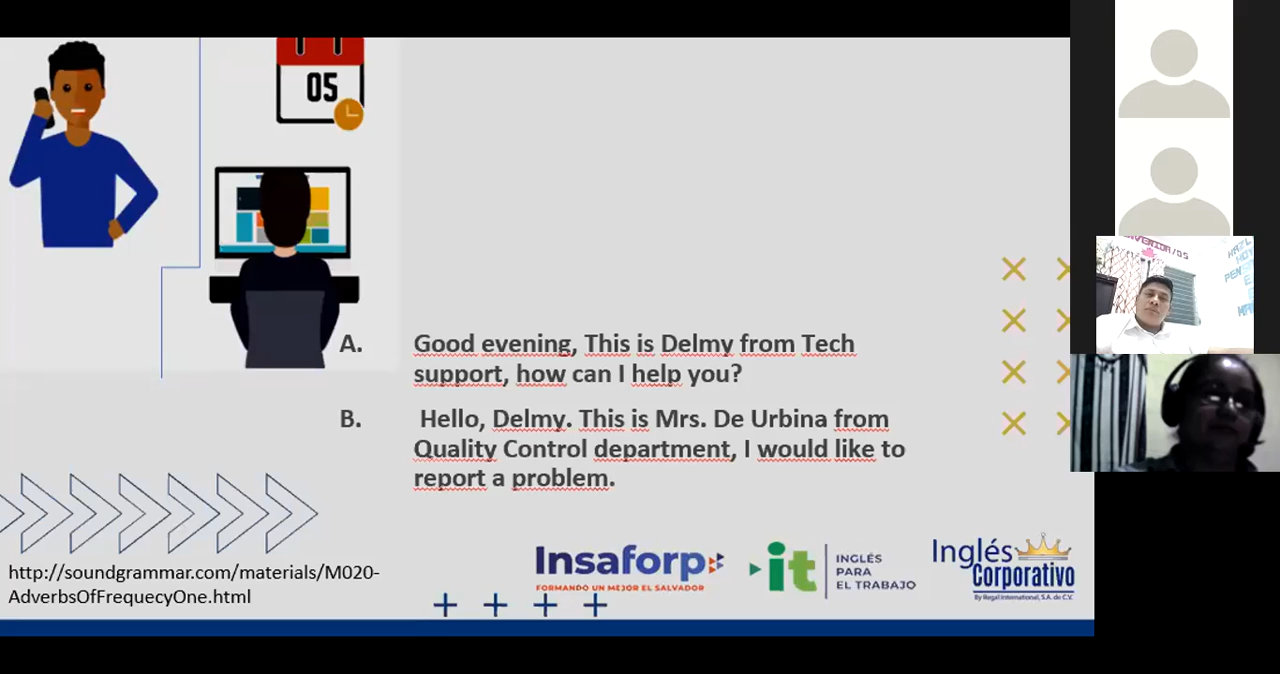 05
A. Good evening, This is Delmy from Tech
support, how can I help you?
B. Hello, Delmy. This is Mrs. De Urbina from
Quality Control department, I would like to
report a problem.
http://soundgrammar.com/materials/M020-
AdverbsOfFrequecyOne.html
Insaforp
FORMANDO UN MEJOR EL SALVADOR
it
INGLÉS
PARA
EL TRABAJO
Inglés
Corporativo
By Regal International, S.A. de C.V.